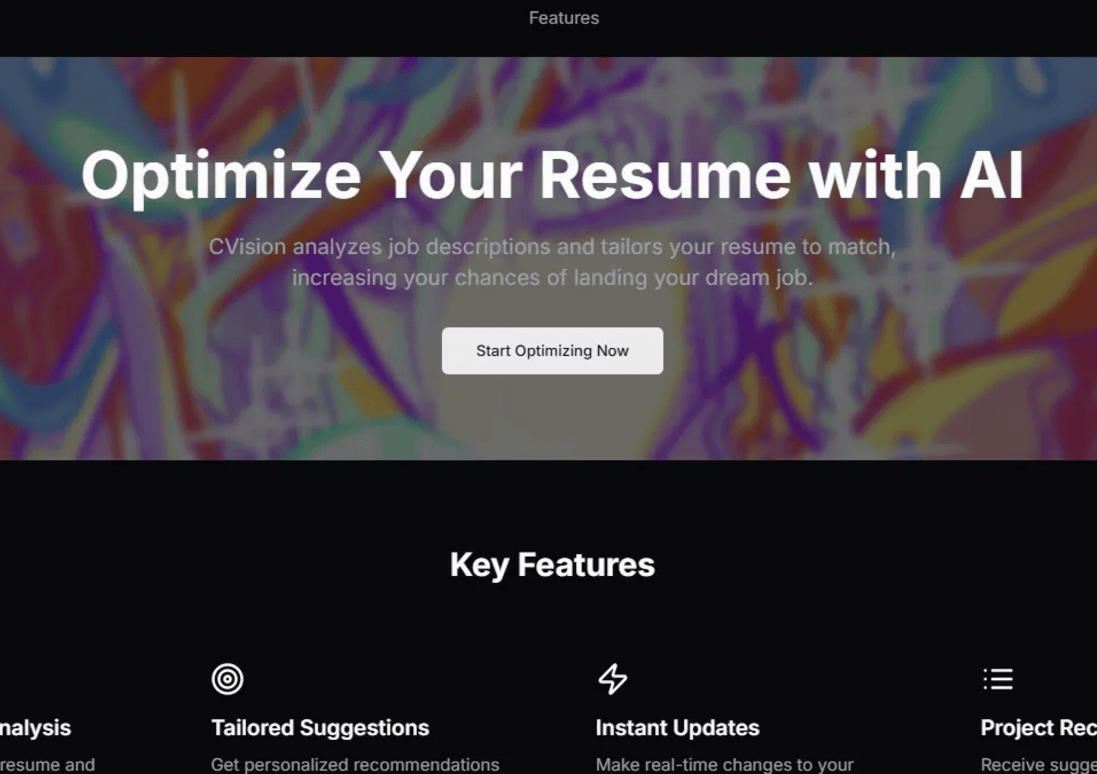 Features
Optimize Your Resume with AI
CVision analyzes job descriptions and tailors your resume to match,
increasing your chances of landing your dream job.
Start Optimizing Now
Key Features
nalysis
Tailored Suggestions
Instant Updates
Project Rec
resume and
Get personalized recommendations
Make real-time changes to your
Receive sugge